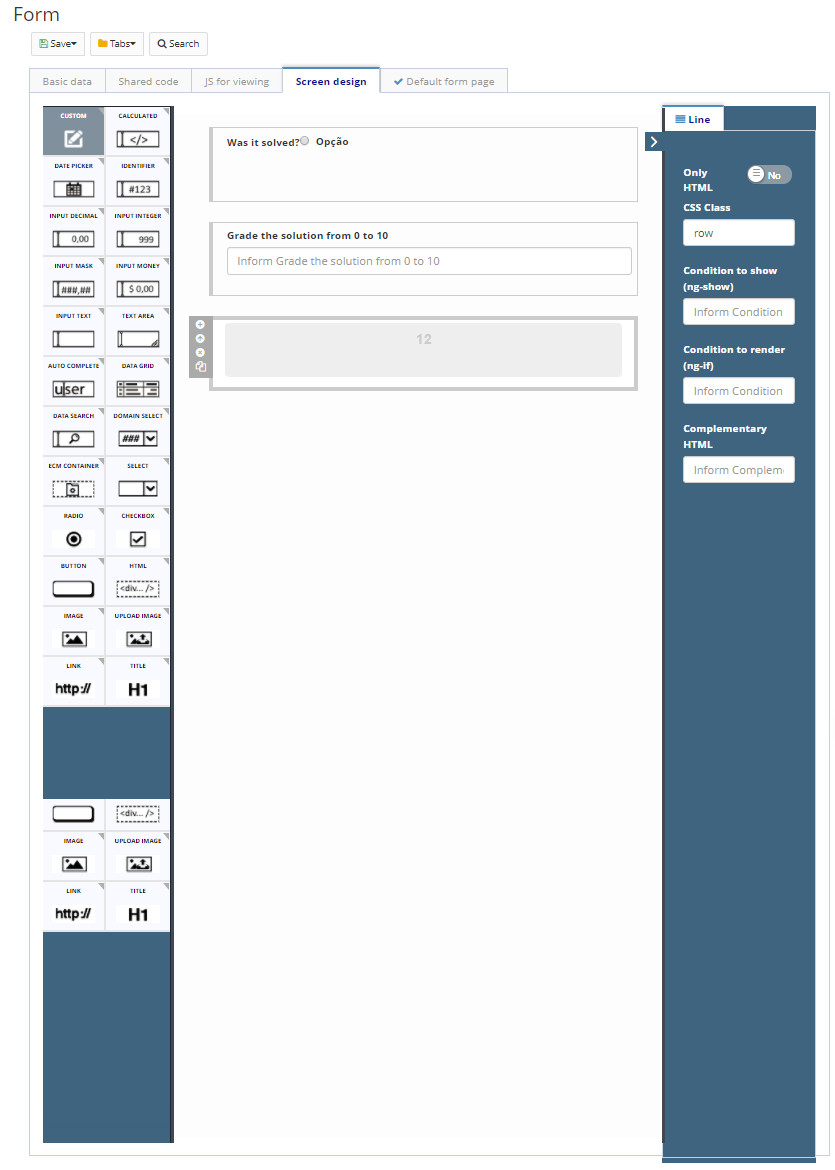 Form
Save Tabs Search
Basic data Shared code JS for viewing Screen design Default form page
CUSTOM CALCULATED
</>
DATE PICKER IDENTIFIER
#123
INPUT DECIMAL INPUT INTEGER
0,00 999
INPUT MASK INPUT MONEY
###,## $ 0,00
INPUT TEXT TEXT AREA
AUTO COMPLETE DATA GRID
user
DATA SEARCH DOMAIN SELECT
###
ECM CONTAINER SELECT
RADIO CHECKBOX
BUTTON HTML
<div... />
IMAGE UPLOAD IMAGE
LINK TITLE
http:// H1
<div... />
IMAGE UPLOAD IMAGE
LINK TITLE
http:// H1
Was it solved? Opção
Grade the solution from 0 to 10
Inform Grade the solution from 0 to 10
12
Line
Only
HTML
No
CSS Class
row
Condition to show
(ng-show)
Inform Condition
Condition to render
(ng-if)
Inform Condition
Complementary
HTML
Inform Complem